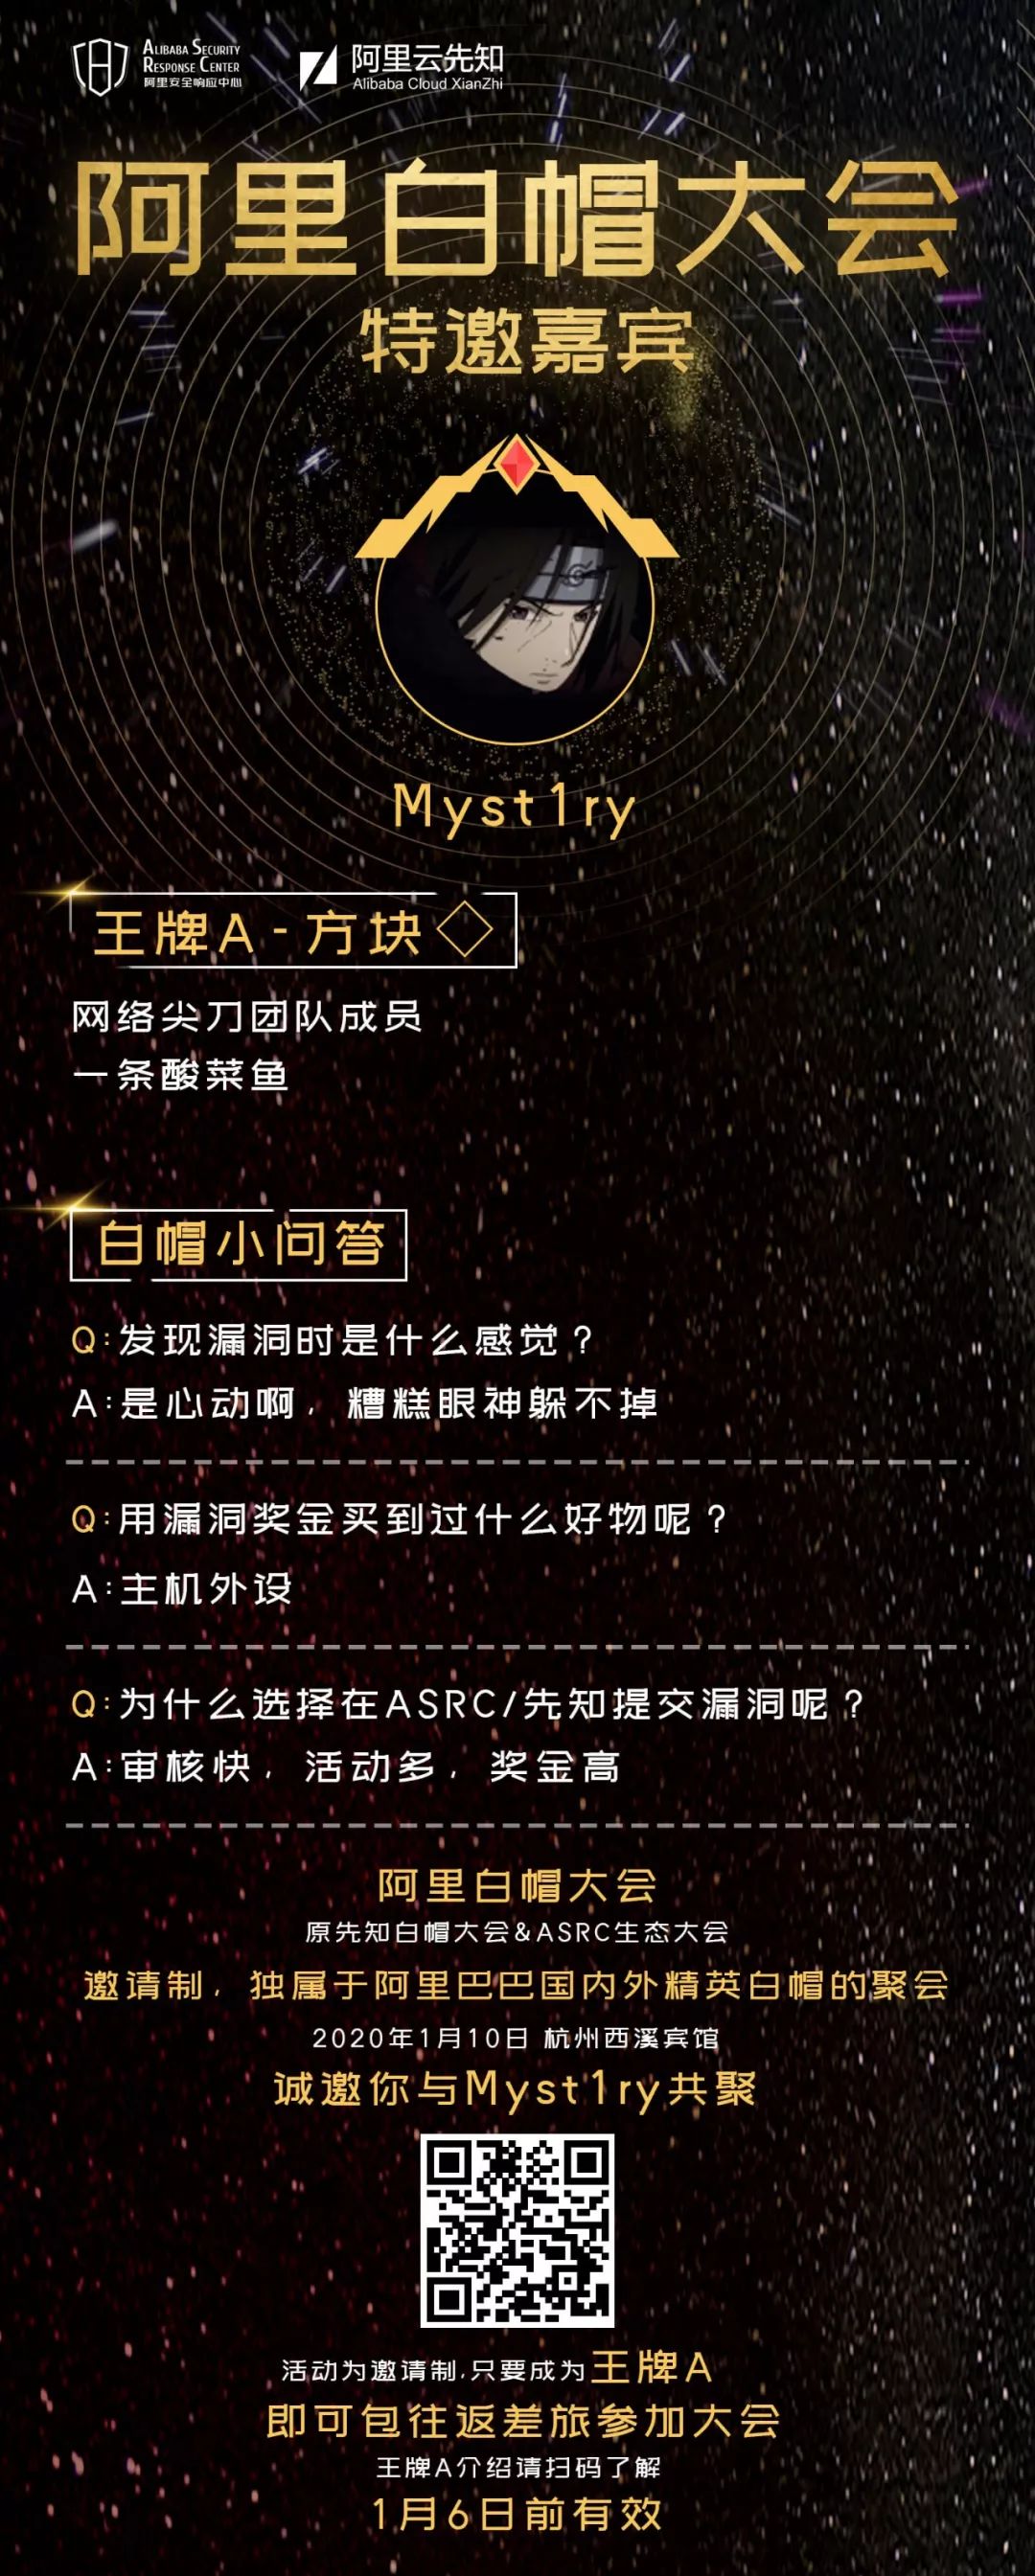 ALIBABA SECURITY
RESPONSE CENTER
阿里安全响应中心
阿里云先知
Alibaba Cloud XianZhi
阿里白帽大会
特邀嘉宾
Myst1ry
王牌A-方块
网络尖刀团队成员
一条酸菜鱼
白帽小问答
Q:发现漏洞时是什么感觉?
A:是心动啊,糟糕眼神躲不掉
Q:用漏洞奖金买到过什么好物呢?
A:主机外设
Q:为什么选择在ASRC/先知提交漏洞呢?
A:审核快,活动多,奖金高
阿里白帽大会
原先知白帽大会&ASRC生态大会
邀请制,独属于阿里巴巴国内外精英白帽的聚会
2020年1月10日 杭州西溪宾馆
诚邀你与Myst1ry共聚
活动为邀请制,只要成为王牌A
即可包往返差旅参加大会
王牌A介绍请扫码了解
1月6日前有效